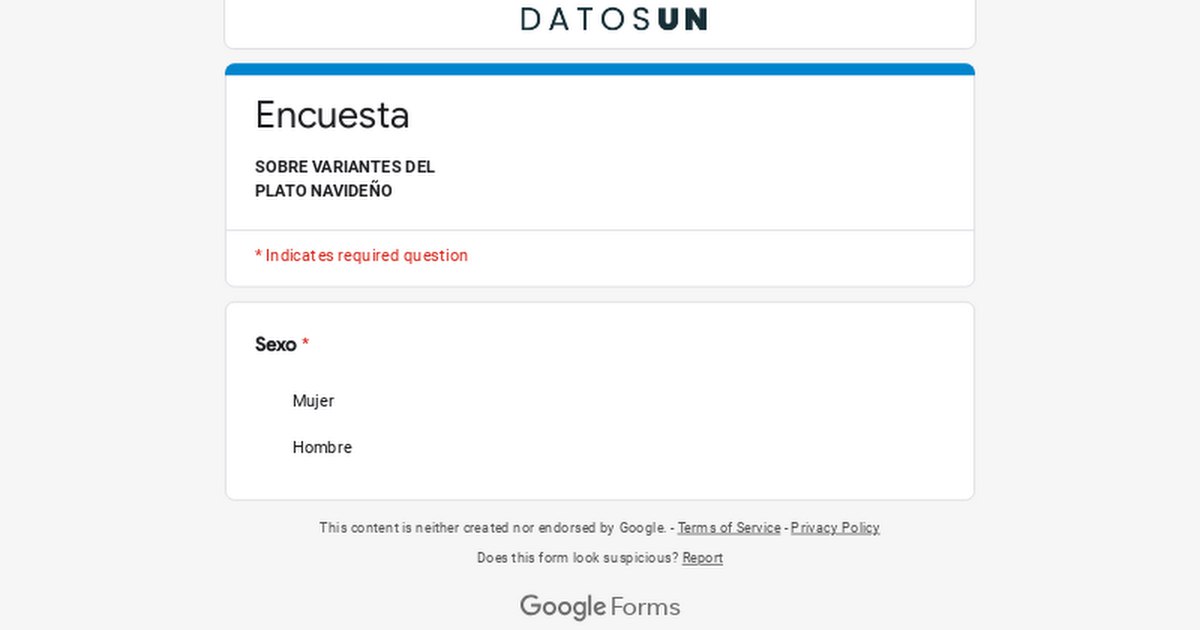 DATOSUN
Encuesta
SOBRE VARIANTES DEL
PLATO NAVIDEÑO
* Indicates required question
Sexo *
Mujer
Hombre
This content is neither created nor endorsed by Google. - Terms of Service - Privacy Policy
Does this form look suspicious? Report
Google Forms